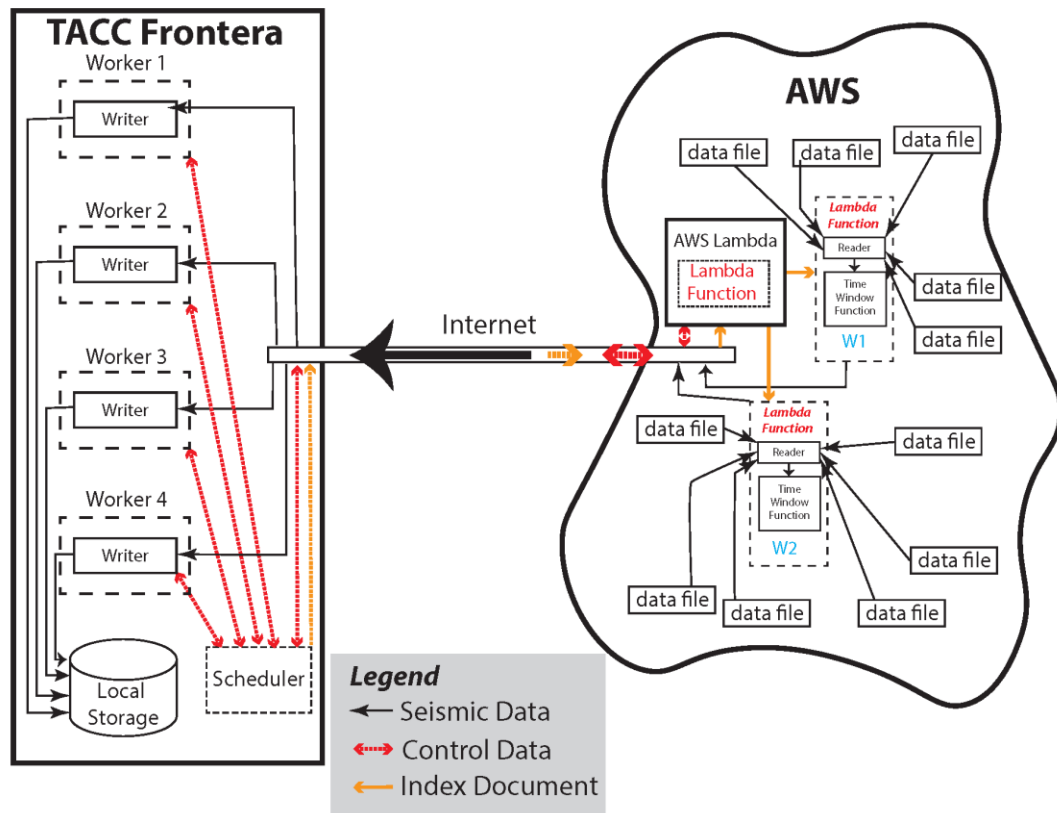 TACC Frontera
Worker 1
Writer
Worker 2
Writer
Worker 3
Writer
Worker 4
Writer
Local
Storage
Scheduler
Internet
Legend
Seismic Data
Control Data
Index Document
AWS
data file
data file
data file
AWS Lambda
Lambda
Function
Lambda
Function
Reader
Time
Window
Function
W1
data file
data file
Lambda
Function
Reader
Time
Window
Function
W2
data file
data file
data file
data file
data file
data file